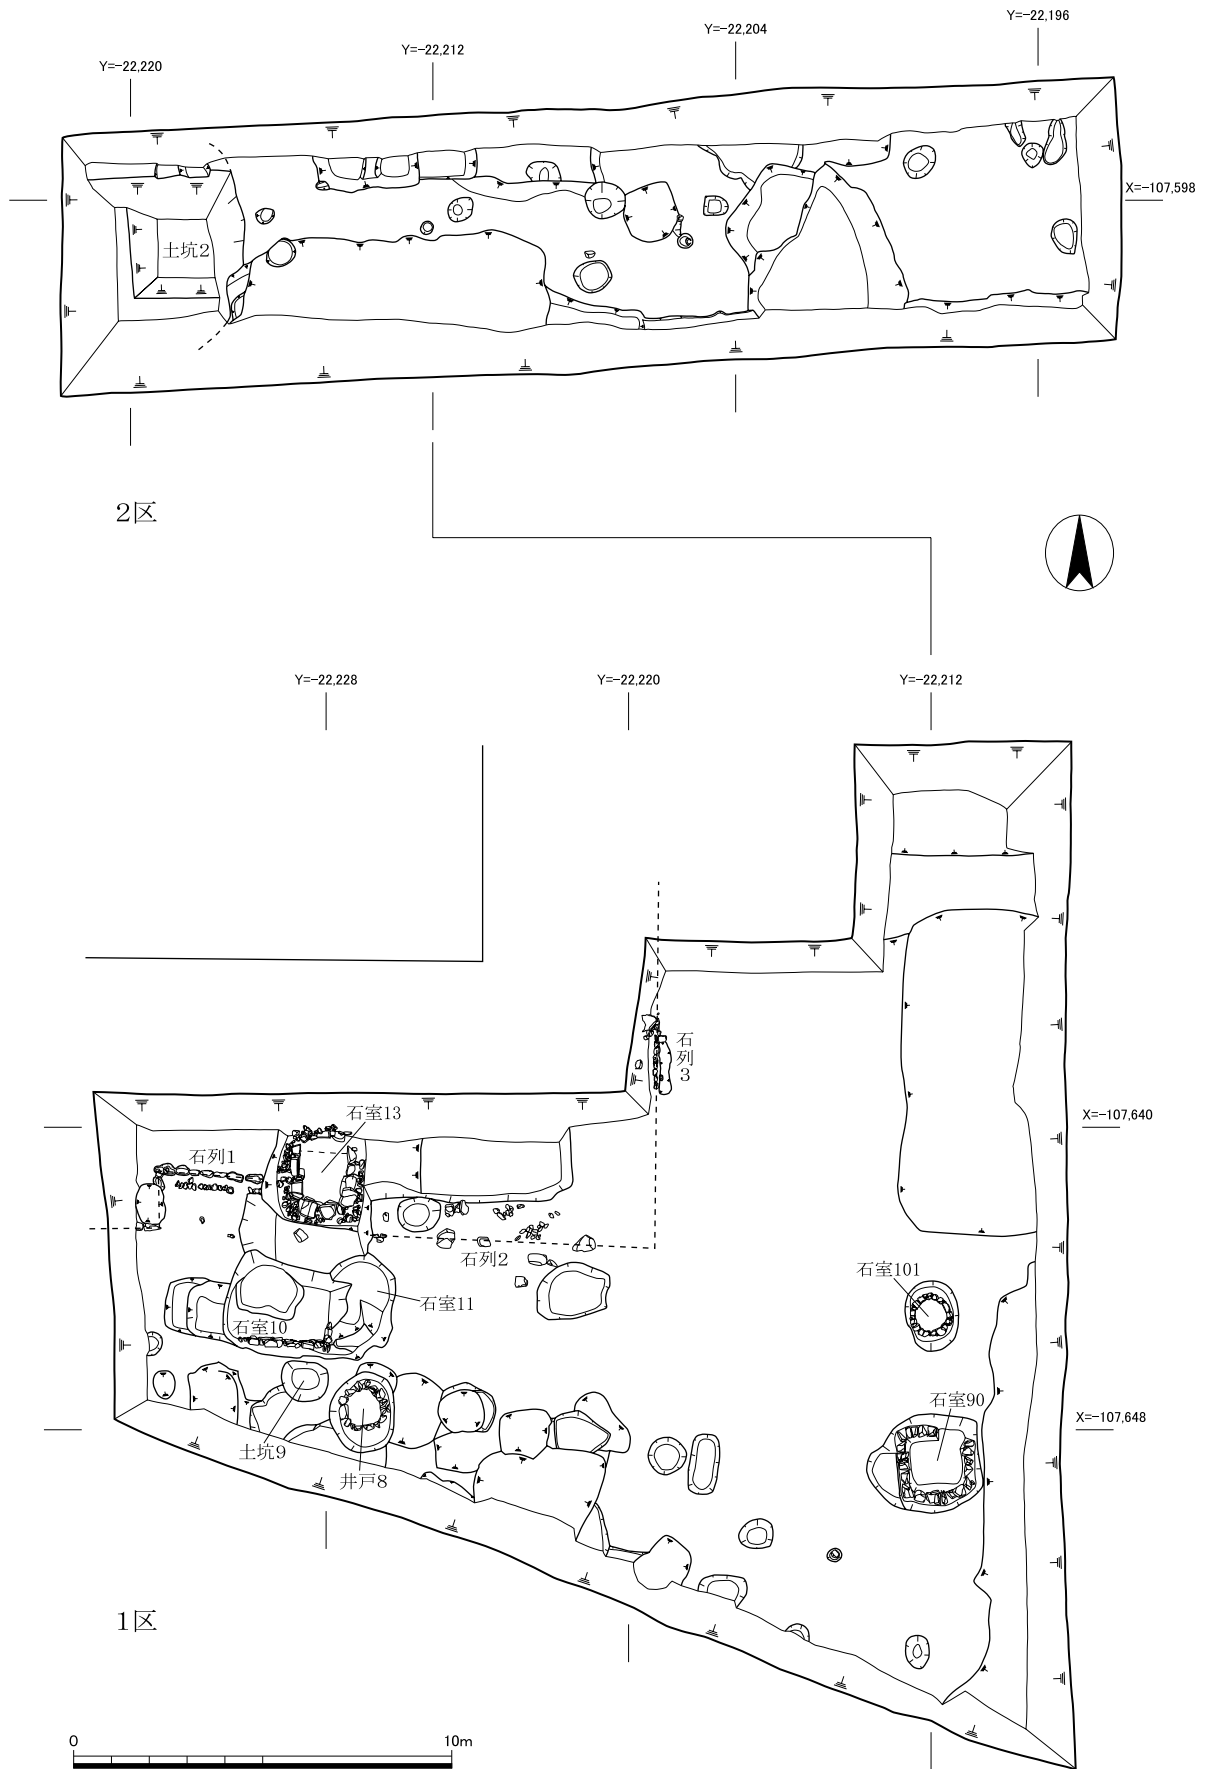 Y=-22,220
Y=-22,212
Y=-22,204
Y=-22,196
X=-107,598
土坑2
2区
Y=-22,228
Y=-22,220
Y=-22,212
石列3
X=-107,640
石室13
石列1
石列2
石室101
石室11
石室10
石室90
X=-107,648
土坑9
井戸8
1区
0
10m